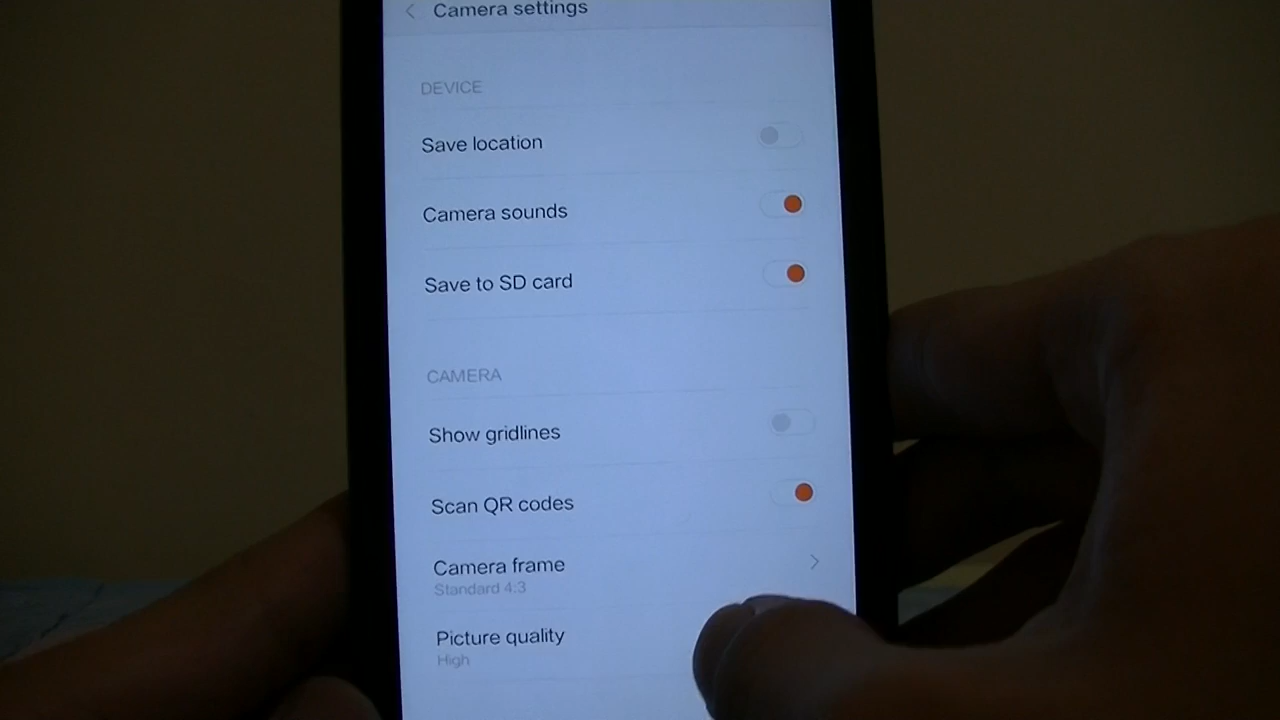 Camera settings
DEVICE
Save location
Camera sounds
Save to SD card
CAMERA
Show gridlines
Scan QR codes
Camera frame
Standard 4:3
Picture quality
High